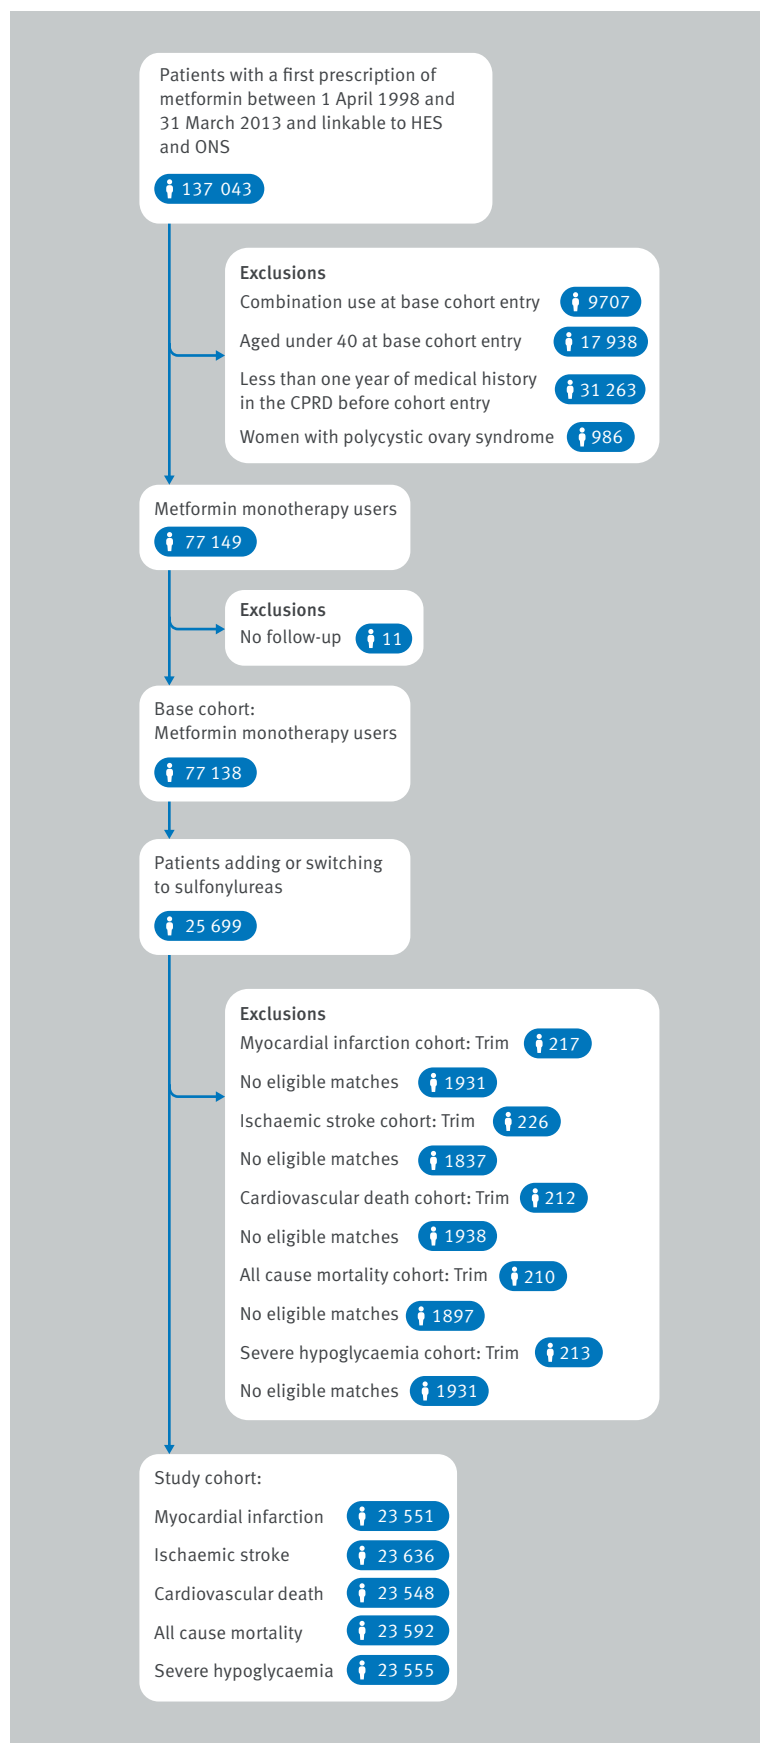 Patients with a first prescription of
metformin between 1 April 1998 and
31 March 2013 and linkable to HES
and ONS
137 043
Exclusions
Combination use at base cohort entry 9707
Aged under 40 at base cohort entry 17 938
Less than one year of medical history
in the CPRD before cohort entry 31 263
Women with polycystic ovary syndrome 986
Metformin monotherapy users
77 149
Exclusions
No follow-up 11
Base cohort:
Metformin monotherapy users
77 138
Patients adding or switching
to sulfonylureas
25 699
Exclusions
Myocardial infarction cohort: Trim 217
No eligible matches 1931
Ischaemic stroke cohort: Trim 226
No eligible matches 1837
Cardiovascular death cohort: Trim 212
No eligible matches 1938
All cause mortality cohort: Trim 210
No eligible matches 1897
Severe hypoglycaemia cohort: Trim 213
No eligible matches 1931
Study cohort:
Myocardial infarction 23 551
Ischaemic stroke 23 636
Cardiovascular death 23 548
All cause mortality 23 592
Severe hypoglycaemia 23 555